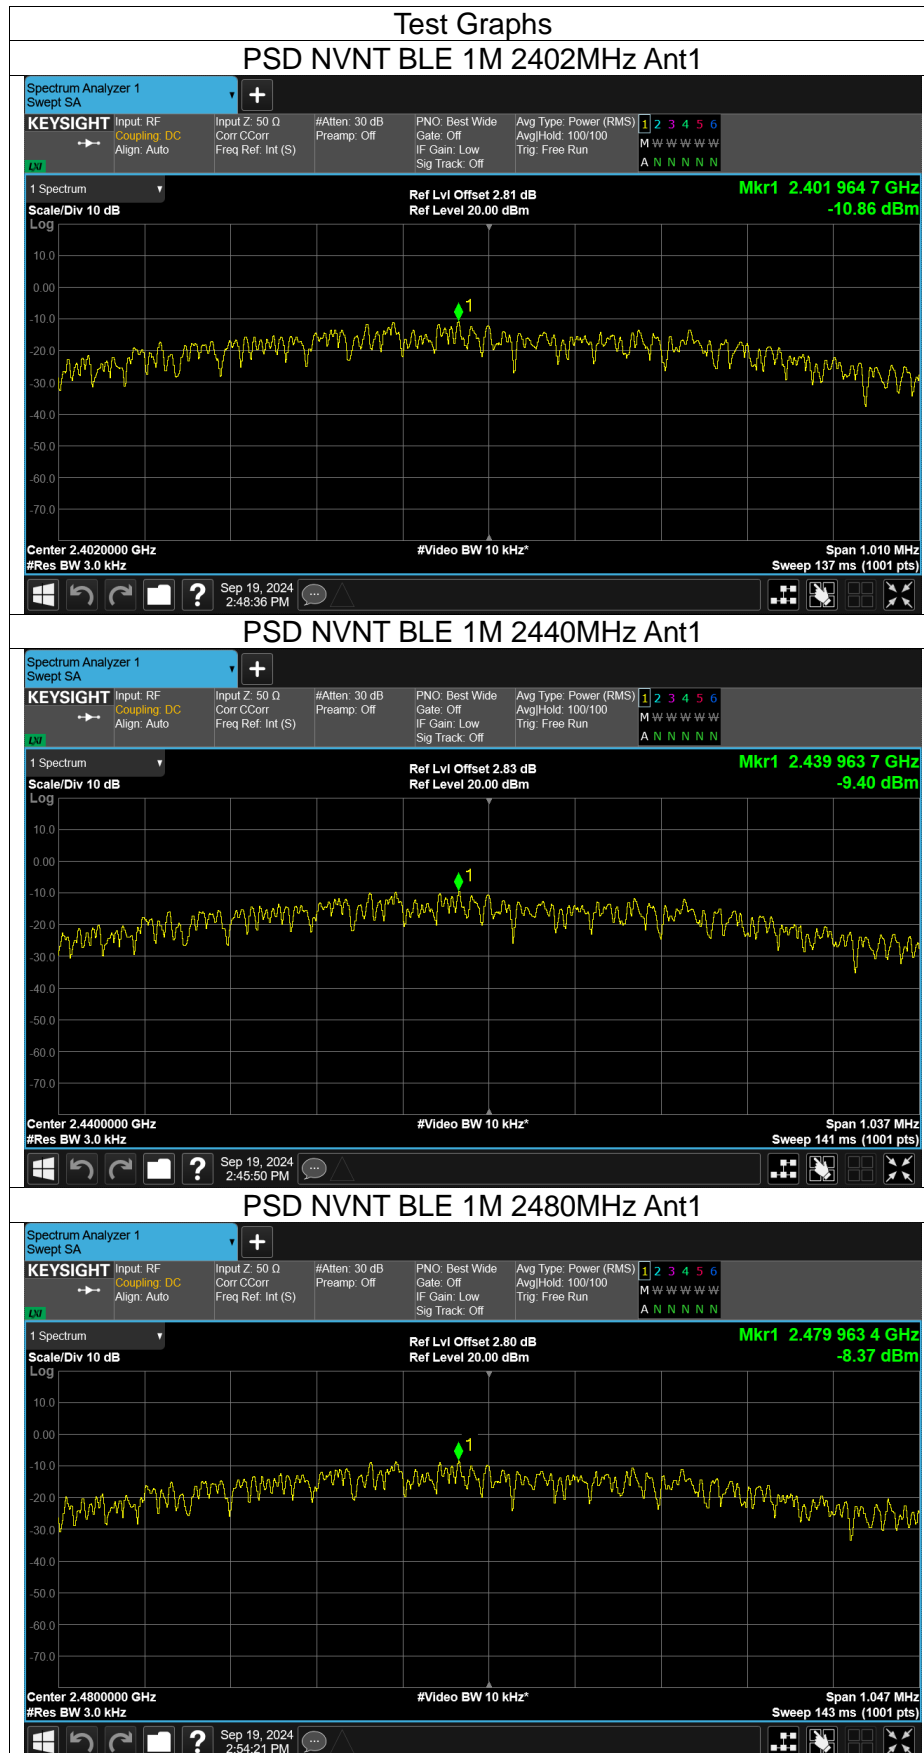 Test Graphs
PSD NVNT BLE 1M 2402MHz Ant1
Spectrum Analyzer 1
Swept SA
+
KEYSIGHT
Input: RF
Coupling: DC
Align: Auto
Input Z: 50 Ω
Corr CCorr
Freq Ref: Int (S)
#Atten: 30 dB
Preamp: Off
PNO: Best Wide
Gate: Off
IF Gain: Low
Sig Track: Off
Avg Type: Power (RMS)
Avg|Hold: 100/100
Trig: Free Run
1 2 3 4 5 6
M W W W W W
A N N N N N
LXI
1 Spectrum
Scale/Div 10 dB
Log
Ref Lvl Offset 2.81 dB
Ref Level 20.00 dBm
Mkr1 2.401 964 7 GHz
-10.86 dBm
10.0
0.00
-10.0
-20.0
-30.0
-40.0
-50.0
-60.0
-70.0
1
Center 2.4020000 GHz
#Res BW 3.0 kHz
#Video BW 10 kHz*
Span 1.010 MHz
Sweep 137 ms (1001 pts)
?
Sep 19, 2024
2:48:36 PM
PSD NVNT BLE 1M 2440MHz Ant1
Spectrum Analyzer 1
Swept SA
+
KEYSIGHT
Input: RF
Coupling: DC
Align: Auto
Input Z: 50 Ω
Corr CCorr
Freq Ref: Int (S)
#Atten: 30 dB
Preamp: Off
PNO: Best Wide
Gate: Off
IF Gain: Low
Sig Track: Off
Avg Type: Power (RMS)
Avg|Hold: 100/100
Trig: Free Run
1 2 3 4 5 6
M W W W W W
A N N N N N
LXI
1 Spectrum
Scale/Div 10 dB
Log
Ref Lvl Offset 2.83 dB
Ref Level 20.00 dBm
Mkr1 2.439 963 7 GHz
-9.40 dBm
10.0
0.00
-10.0
-20.0
-30.0
-40.0
-50.0
-60.0
-70.0
1
Center 2.4400000 GHz
#Res BW 3.0 kHz
#Video BW 10 kHz*
Span 1.037 MHz
Sweep 141 ms (1001 pts)
?
Sep 19, 2024
2:45:50 PM
PSD NVNT BLE 1M 2480MHz Ant1
Spectrum Analyzer 1
Swept SA
+
KEYSIGHT
Input: RF
Coupling: DC
Align: Auto
Input Z: 50 Ω
Corr CCorr
Freq Ref: Int (S)
#Atten: 30 dB
Preamp: Off
PNO: Best Wide
Gate: Off
IF Gain: Low
Sig Track: Off
Avg Type: Power (RMS)
Avg|Hold: 100/100
Trig: Free Run
1 2 3 4 5 6
M W W W W W
A N N N N N
LXI
1 Spectrum
Scale/Div 10 dB
Log
Ref Lvl Offset 2.80 dB
Ref Level 20.00 dBm
Mkr1 2.479 963 4 GHz
-8.37 dBm
10.0
0.00
-10.0
-20.0
-30.0
-40.0
-50.0
-60.0
-70.0
1
Center 2.4800000 GHz
#Res BW 3.0 kHz
#Video BW 10 kHz*
Span 1.047 MHz
Sweep 143 ms (1001 pts)
?
Sep 19, 2024
2:54:21 PM